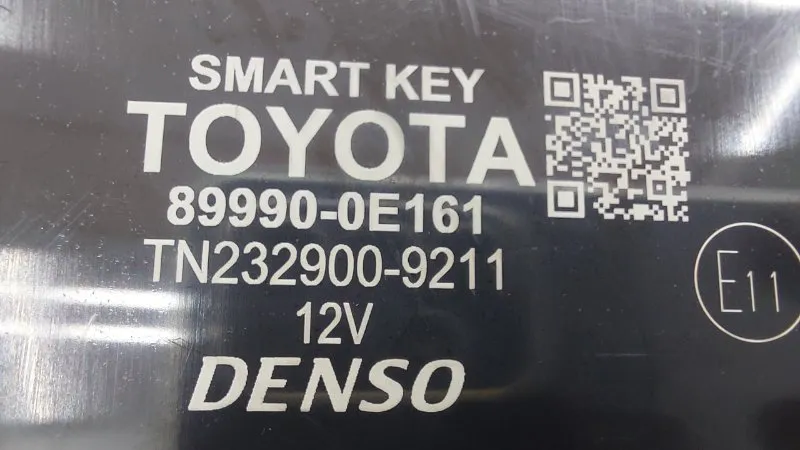 SMART KEY
TOYOTA
89990-0E161
TN232900-9211
12V
DENSO
E11